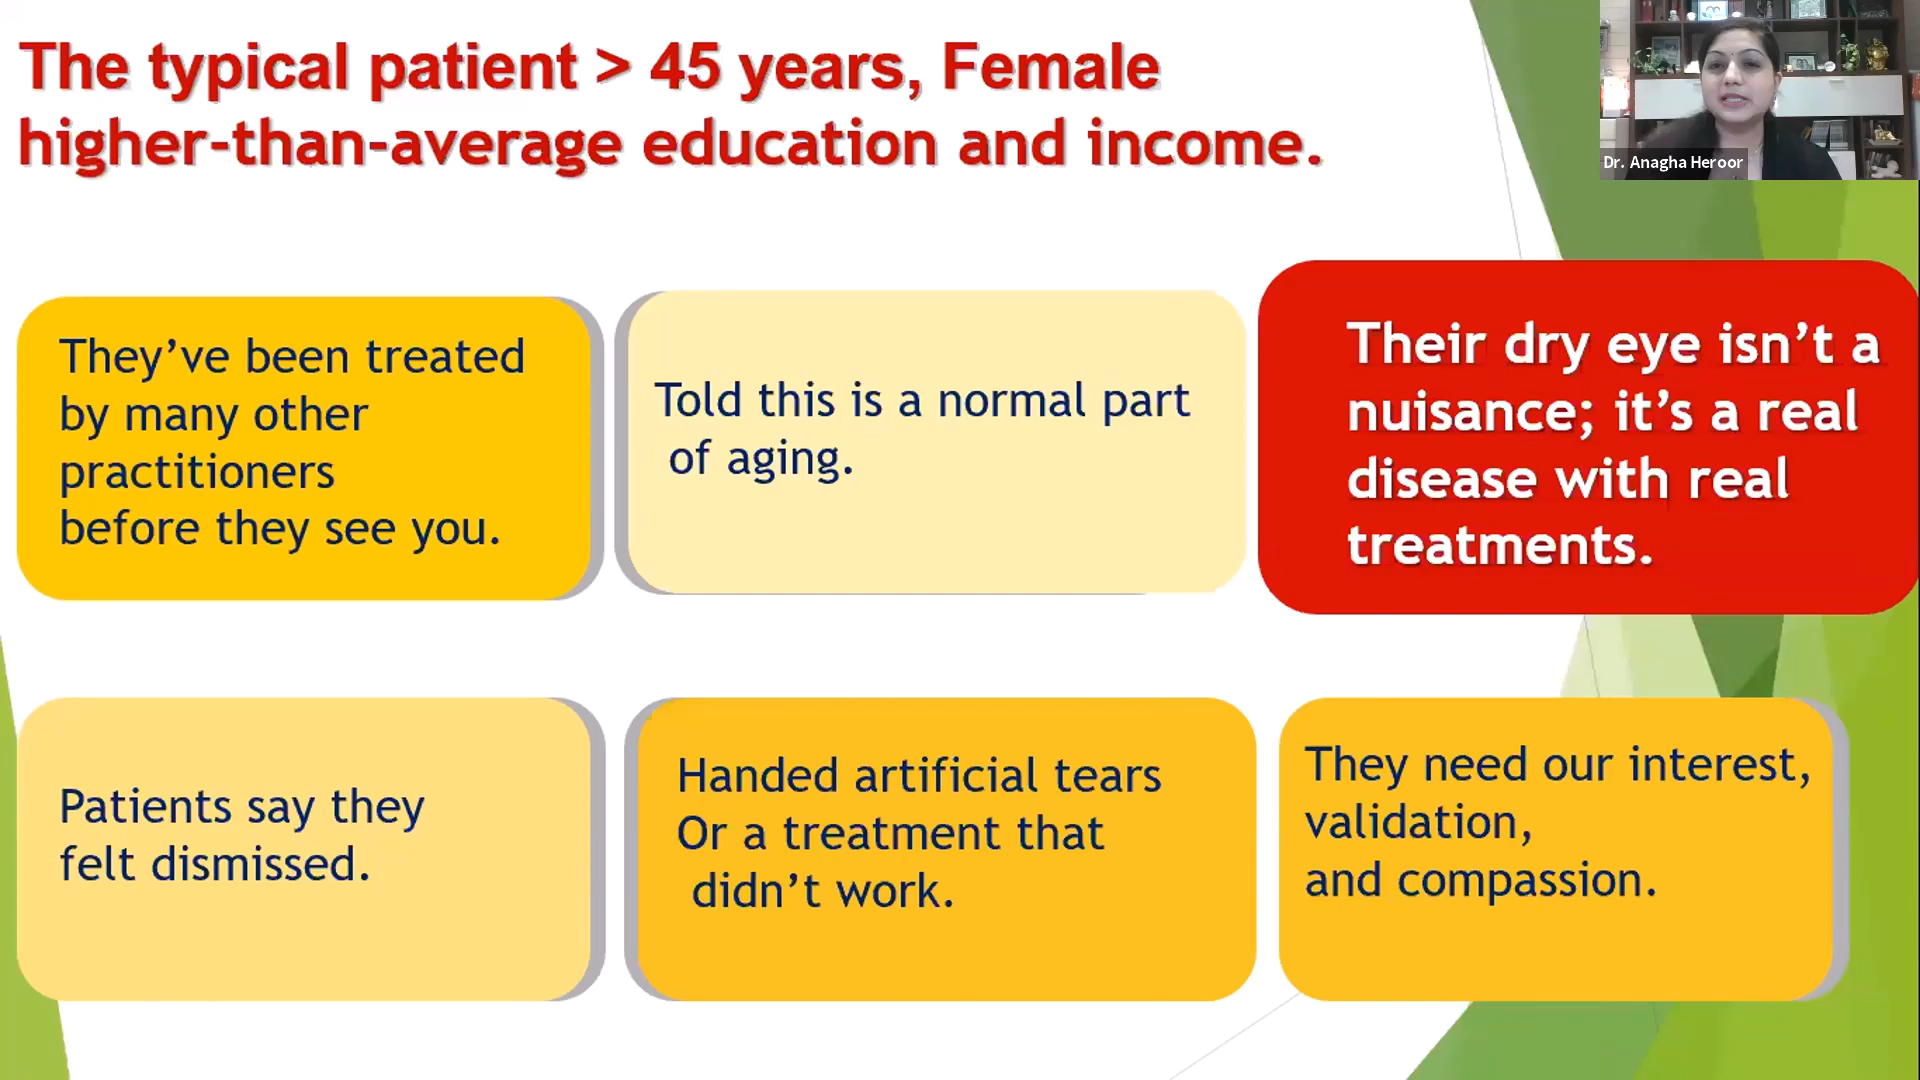 The typical patient > 45 years, Female
higher-than-average education and income.
Dr. Anagha Heroor
They’ve been treated
by many other
practitioners
before they see you.
Told this is a normal part
of aging.
Their dry eye isn’t a
nuisance; it’s a real
disease with real
treatments.
Patients say they
felt dismissed.
Handed artificial tears
Or a treatment that
didn’t work.
They need our interest,
validation,
and compassion.